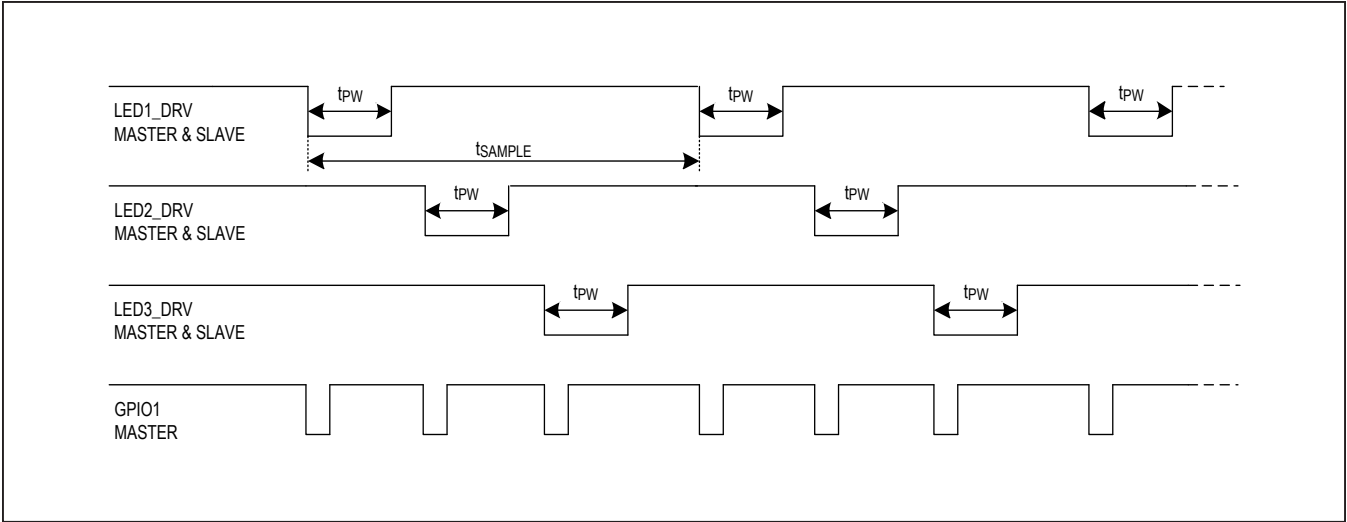 tPW tPW tPW
LED1_DRV
MASTER & SLAVE
tSAMPLE
tPW tPW
LED2_DRV
MASTER & SLAVE
tPW tPW
LED3_DRV
MASTER & SLAVE
GPIO1
MASTER